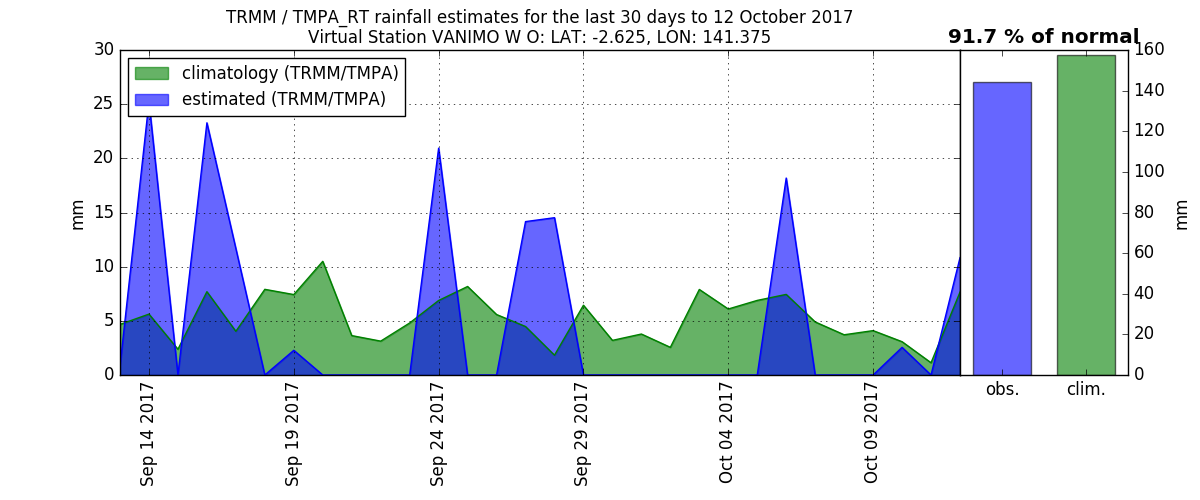 TRMM / TMPA_RT rainfall estimates for the last 30 days to 12 October 2017
Virtual Station VANIMO W O: LAT: -2.625, LON: 141.375
91.7 % of normal
climatology (TRMM/TMPA)
estimated (TRMM/TMPA)
30
25
20
15
10
5
0
mm
Sep 14 2017
Sep 19 2017
Sep 24 2017
Sep 29 2017
Oct 04 2017
Oct 09 2017
160
140
120
100
80
60
40
20
0
mm
obs.
clim.